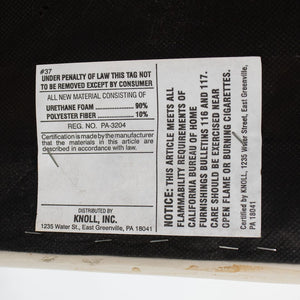 #37
UNDER PENALTY OF LAW THIS TAG NOT
TO BE REMOVED EXCEPT BY CONSUMER
ALL NEW MATERIAL CONSISTING OF
URETHANE FOAM 90%
POLYESTER FIBER 10%
REG. NO. PA-3204
Certification is made by the manufacturer
that the materials in this article are
described in accordance with law.
DISTRIBUTED BY
KNOLL, INC.
1235 Water St., East Greenville, PA 18041
NOTICE: THIS ARTICLE MEETS ALL
FLAMMABILITY REQUIREMENTS OF
CALIFORNIA BUREAU OF HOME
FURNISHINGS BULLETINS 116 AND 117.
CARE SHOULD BE EXERCISED NEAR
OPEN FLAME OR BURNING CIGARETTES.
Certified by KNOLL, 1235 Water Street, East Greenville,
PA 18041